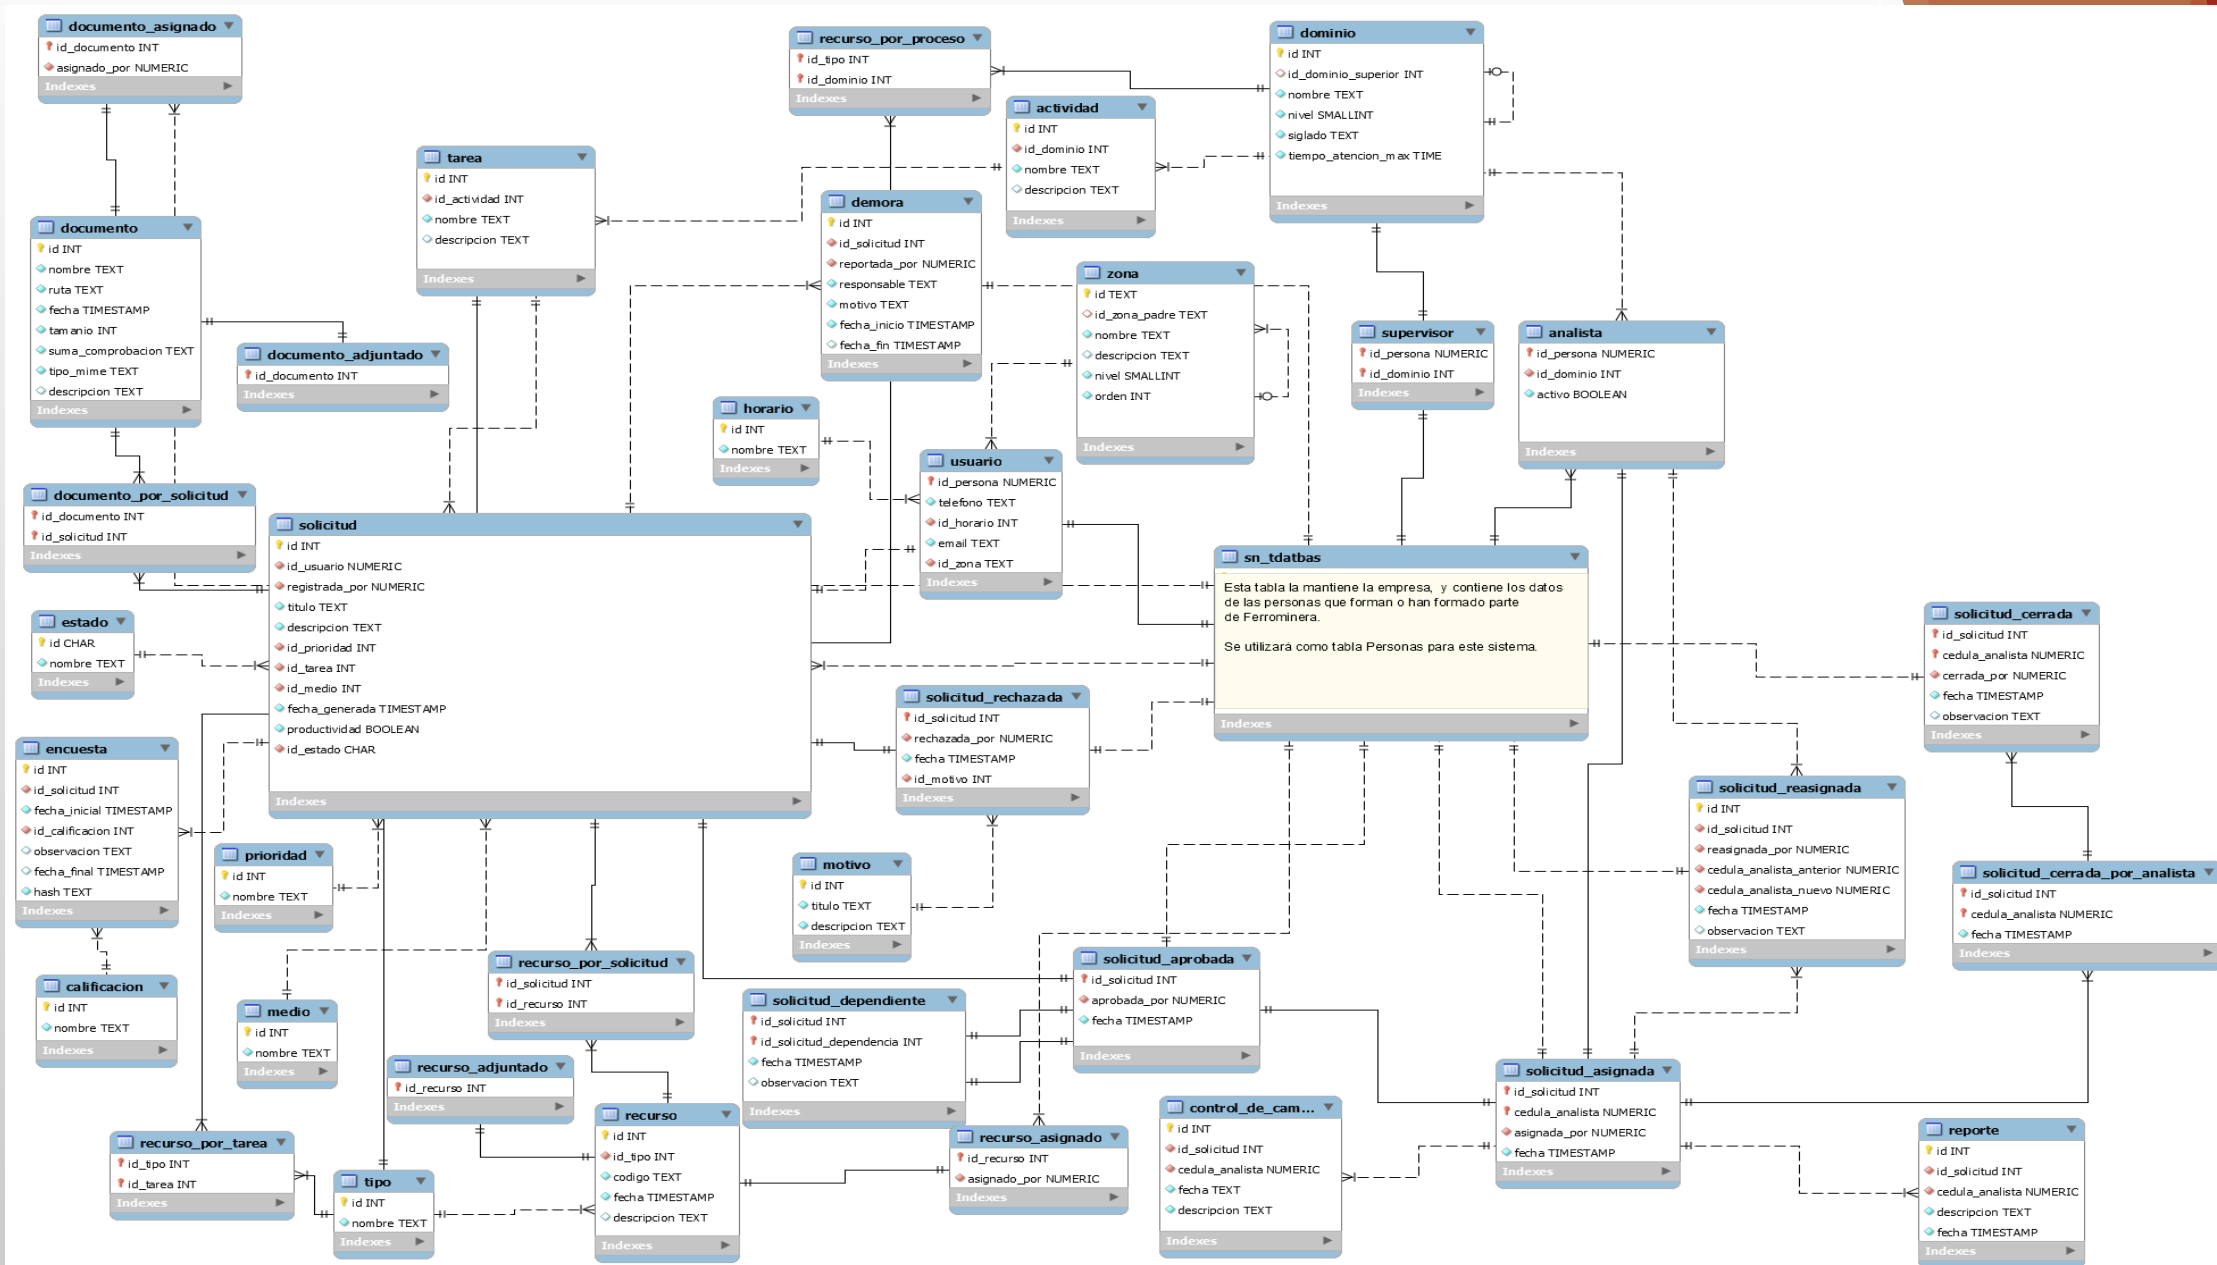 documento_asignado
id_documento INT
asignado_por NUMERIC
Indexes
recurso_por_proceso
id_tipo INT
id_dominio INT
Indexes
dominio
id INT
id_dominio_superior INT
nombre TEXT
nivel SMALLINT
siglado TEXT
tiempo_atencion_max TIME
Indexes
actividad
id INT
id_dominio INT
nombre TEXT
descripcion TEXT
Indexes
tarea
id INT
id_actividad INT
nombre TEXT
descripcion TEXT
Indexes
demora
id INT
id_solicitud INT
reportada_por NUMERIC
responsable TEXT
motivo TEXT
fecha_inicio TIMESTAMP
fecha_fin TIMESTAMP
documento
id INT
nombre TEXT
ruta TEXT
fecha TIMESTAMP
tamanio INT
suma_comprobacion TEXT
tipo_mime TEXT
descripcion TEXT
Indexes
documento_adjuntado
id_documento INT
Indexes
zona
id TEXT
id_zona_padre TEXT
nombre TEXT
descripcion TEXT
nivel SMALLINT
orden INT
Indexes
supervisor
id_persona NUMERIC
id_dominio INT
Indexes
analista
id_persona NUMERIC
id_dominio INT
activo BOOLEAN
Indexes
horario
id INT
nombre TEXT
Indexes
usuario
id_persona NUMERIC
telefono TEXT
id_horario INT
email TEXT
id_zona TEXT
Indexes
documento_por_solicitud
id_documento INT
id_solicitud INT
Indexes
solicitud
id INT
id_usuario NUMERIC
registrada_por NUMERIC
titulo TEXT
descripcion TEXT
id_prioridad INT
id_tarea INT
id_medio INT
fecha_generada TIMESTAMP
productividad BOOLEAN
id_estado CHAR
Indexes
sn_tdatbas
Esta tabla la mantiene la empresa, y contiene los datos
de las personas que forman o han formado parte
de Ferrominera.
Se utilizará como tabla Personas para este sistema.
Indexes
estado
id CHAR
nombre TEXT
Indexes
solicitud_cerrada
id_solicitud INT
cedula_analista NUMERIC
cerrada_por NUMERIC
fecha TIMESTAMP
observacion TEXT
Indexes
solicitud_rechazada
id_solicitud INT
rechazada_por NUMERIC
fecha TIMESTAMP
id_motivo INT
Indexes
encuesta
id INT
id_solicitud INT
fecha_inicial TIMESTAMP
id_calificacion INT
observacion TEXT
fecha_final TIMESTAMP
hash TEXT
Indexes
solicitud_reasignada
id INT
id_solicitud INT
reasignada_por NUMERIC
cedula_analista_anterior NUMERIC
cedula_analista_nuevo NUMERIC
fecha TIMESTAMP
observacion TEXT
Indexes
prioridad
id INT
nombre TEXT
Indexes
motivo
id INT
titulo TEXT
descripcion TEXT
Indexes
solicitud_cerrada_por_analista
id_solicitud INT
cedula_analista NUMERIC
fecha TIMESTAMP
Indexes
calificacion
id INT
nombre TEXT
Indexes
medio
id INT
nombre TEXT
Indexes
recurso_por_solicitud
id_solicitud INT
id_recurso INT
Indexes
solicitud_aprobada
id_solicitud INT
aprobada_por NUMERIC
fecha TIMESTAMP
Indexes
solicitud_dependiente
id_solicitud INT
id_solicitud_dependencia INT
fecha TIMESTAMP
observacion TEXT
Indexes
recurso_adjuntado
id_recurso INT
Indexes
solicitud_asignada
id_solicitud INT
cedula_analista NUMERIC
asignada_por NUMERIC
fecha TIMESTAMP
Indexes
recurso
id INT
id_tipo INT
codigo TEXT
fecha TIMESTAMP
descripcion TEXT
Indexes
control_de_cam...
id INT
id_solicitud INT
cedula_analista NUMERIC
fecha TEXT
descripcion TEXT
Indexes
recurso_asignado
id_recurso INT
asignado_por NUMERIC
Indexes
reporte
id INT
id_solicitud INT
cedula_analista NUMERIC
descripcion TEXT
fecha TIMESTAMP
Indexes
recurso_por_tarea
id_tipo INT
id_tarea INT
Indexes
tipo
id INT
nombre TEXT
Indexes